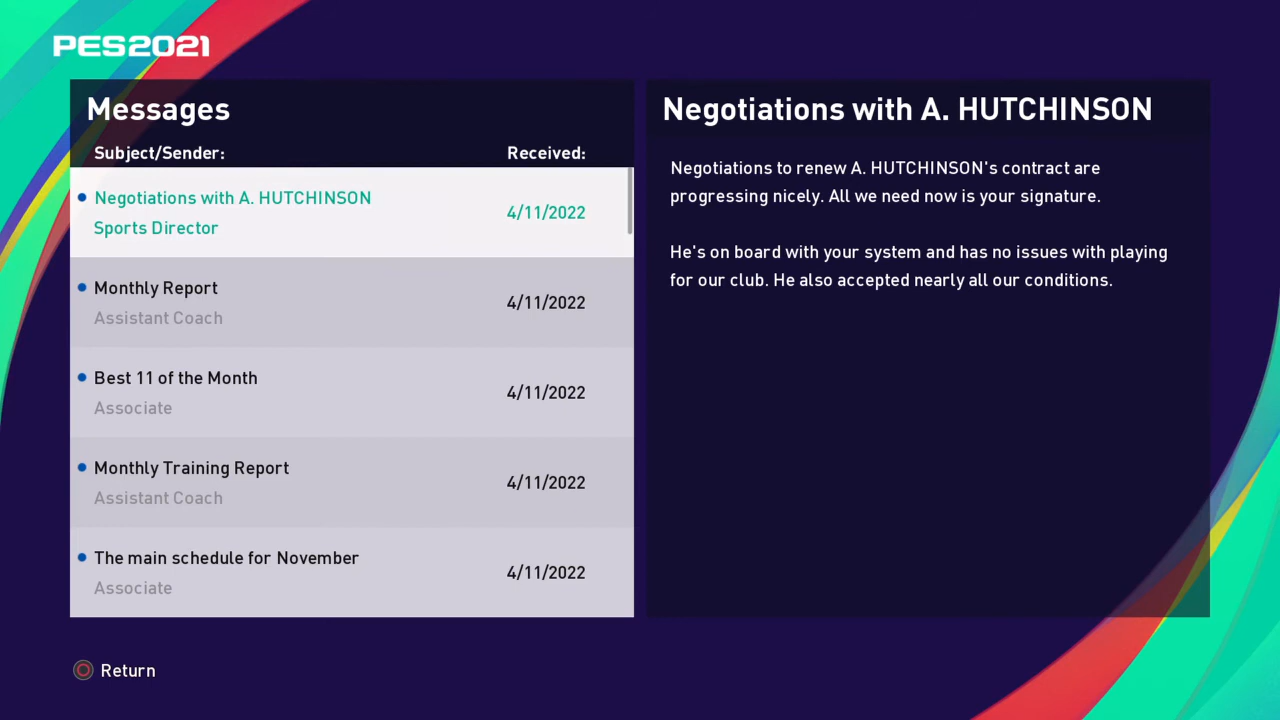 PES2021
Messages
Subject/Sender:
Received:
Negotiations with A. HUTCHINSON
Sports Director
4/11/2022
Monthly Report
Assistant Coach
4/11/2022
Best 11 of the Month
Associate
4/11/2022
Monthly Training Report
Assistant Coach
4/11/2022
The main schedule for November
Associate
4/11/2022
Negotiations with A. HUTCHINSON
Negotiations to renew A. HUTCHINSON's contract are
progressing nicely. All we need now is your signature.
He's on board with your system and has no issues with playing
for our club. He also accepted nearly all our conditions.
Return